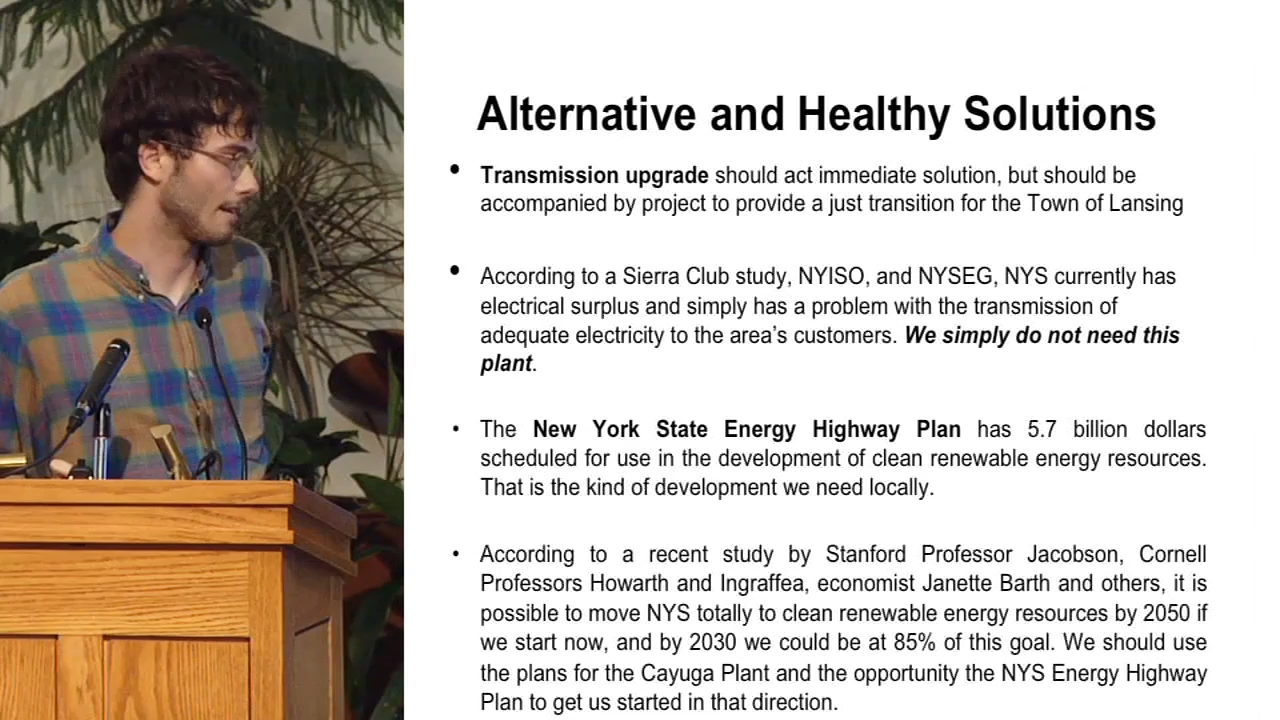 Alternative and Healthy Solutions
• Transmission upgrade should act immediate solution, but should be
accompanied by project to provide a just transition for the Town of Lansing
• According to a Sierra Club study, NYISO, and NYSEG, NYS currently has
electrical surplus and simply has a problem with the transmission of
adequate electricity to the area’s customers. We simply do not need this
plant.
• The New York State Energy Highway Plan has 5.7 billion dollars
scheduled for use in the development of clean renewable energy resources.
That is the kind of development we need locally.
• According to a recent study by Stanford Professor Jacobson, Cornell
Professors Howarth and Ingraffea, economist Janette Barth and others, it is
possible to move NYS totally to clean renewable energy resources by 2050 if
we start now, and by 2030 we could be at 85% of this goal. We should use
the plans for the Cayuga Plant and the opportunity the NYS Energy Highway
Plan to get us started in that direction.